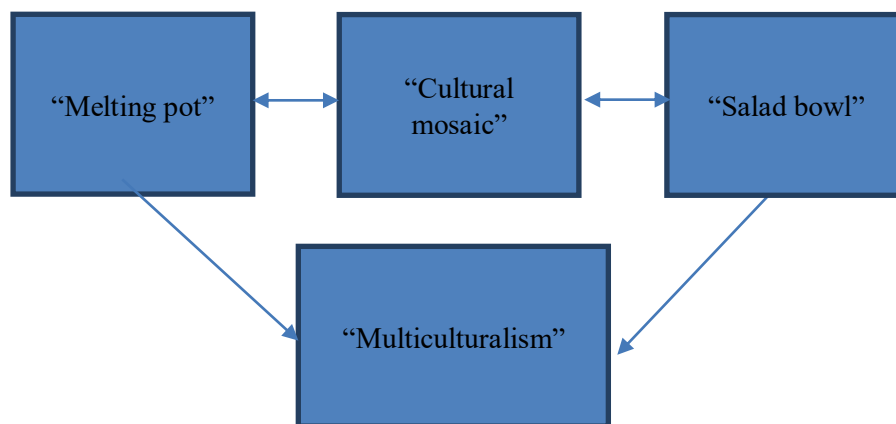 “Melting pot”
“Cultural
mosaic”
“Salad bowl”
“Multiculturalism”